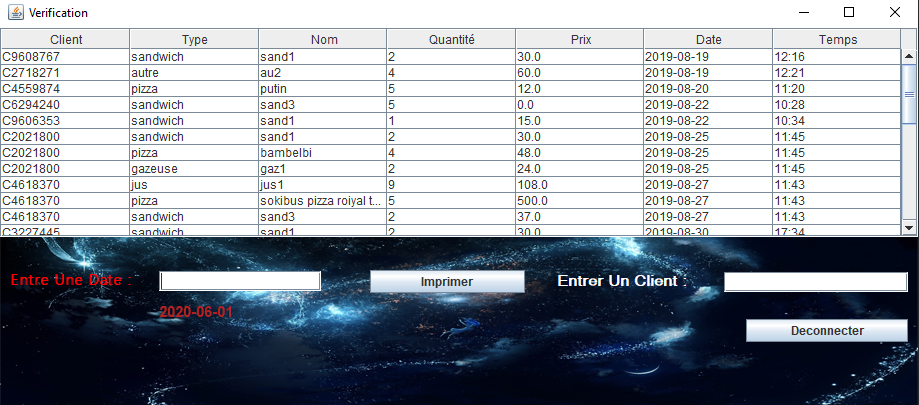 Verification
Client Type Nom Quantité Prix Date Temps
C9608767 sandwich sand1 2 30.0 2019-08-19 12:16
C2718271 autre au2 4 60.0 2019-08-19 12:21
C4559874 pizza putin 5 12.0 2019-08-20 11:20
C6294240 sandwich sand3 5 0.0 2019-08-22 10:28
C9606353 sandwich sand1 1 15.0 2019-08-22 10:34
C2021800 sandwich sand1 2 30.0 2019-08-25 11:45
C2021800 pizza bambelbi 4 48.0 2019-08-25 11:45
C2021800 gazeuse gaz1 2 24.0 2019-08-25 11:45
C4618370 jus jus1 9 108.0 2019-08-27 11:43
C4618370 pizza sokibus pizza roiyal t... 5 500.0 2019-08-27 11:43
C4618370 sandwich sand3 2 37.0 2019-08-27 11:43
C3227445 sandwich sand1 2 30.0 2019-08-30 17:34
Entre Une Date : Imprimer Entrer Un Client :
2020-06-01
Deconnecter